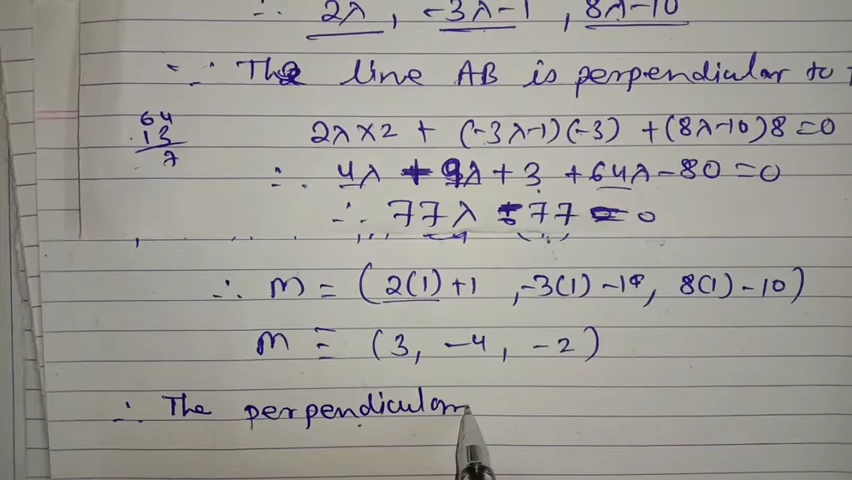 ∴ 2λ , -3λ-1 , 8λ-10
∵ The line AB is perpendicular to
64
13
7
2λ×2 + (-3λ-1)(-3) + (8λ-10)8=0
∴ 4λ + 9λ + 3 + 64λ-80=0
∴ 77λ -77 = 0
∴ m = (2(1)+1 ,-3(1)-1, 8(1)-10)
m ≡ (3, -4, -2)
∴ The perpendicular